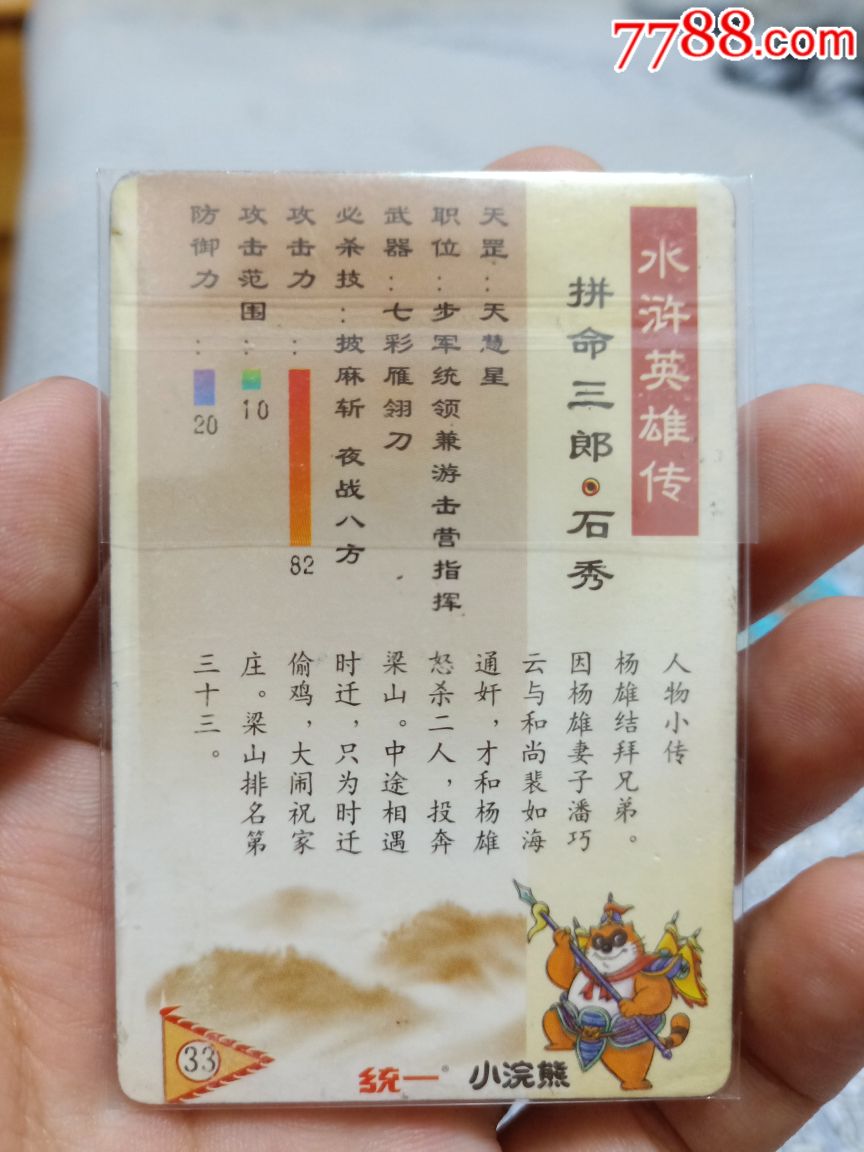 7788.com
水浒英雄传
拼命三郎·石秀
天罡：天慧星
职位：步军统领兼游击营指挥
武器：七彩雁翎刀
必杀技：披麻斩 夜战八方
攻击力：
82
攻击范围：
10
防御力：
20
人物小传
杨雄结拜兄弟。
因杨雄妻子潘巧
云与和尚裴如海
通奸，才和杨雄
怒杀二人，投奔
梁山。中途相遇
时迁，只为时迁
偷鸡，大闹祝家
庄。梁山排名第
三十三。
33
统一® 小浣熊